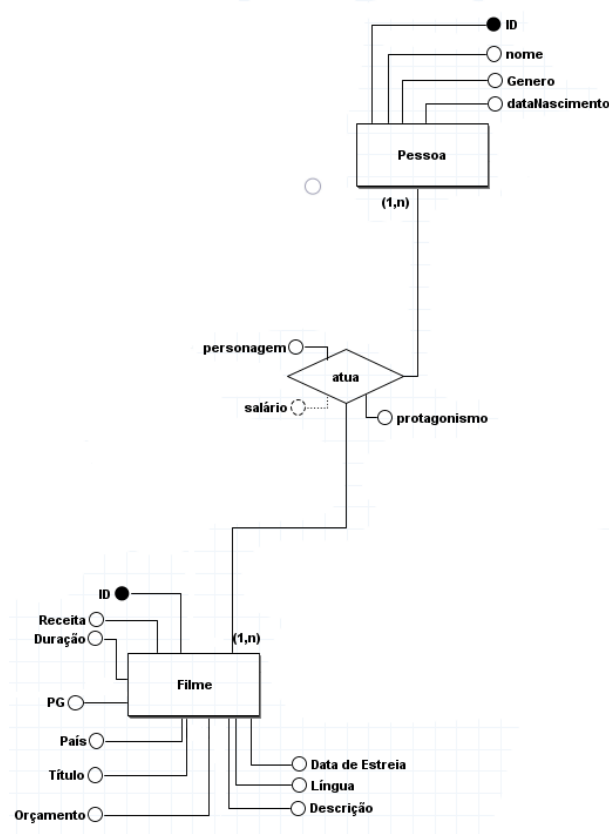 ID
nome
Genero
dataNascimento
Pessoa
(1,n)
personagem
atua
salário
protagonismo
ID
Receita
(1,n)
Duração
Filme
PG
País
Data de Estreia
Título
Língua
Descrição
Orçamento